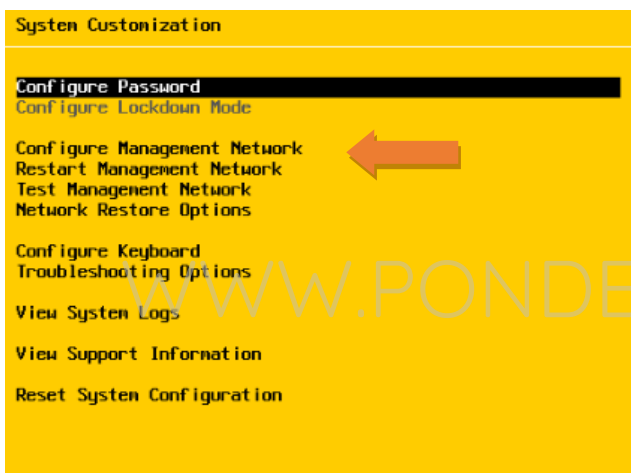 System Customization
Configure Password
Configure Lockdown Mode
Configure Management Network
Restart Management Network
Test Management Network
Network Restore Options
Configure Keyboard
Troubleshooting Options
WWW.PONDE
View System Logs
View Support Information
Reset System Configuration